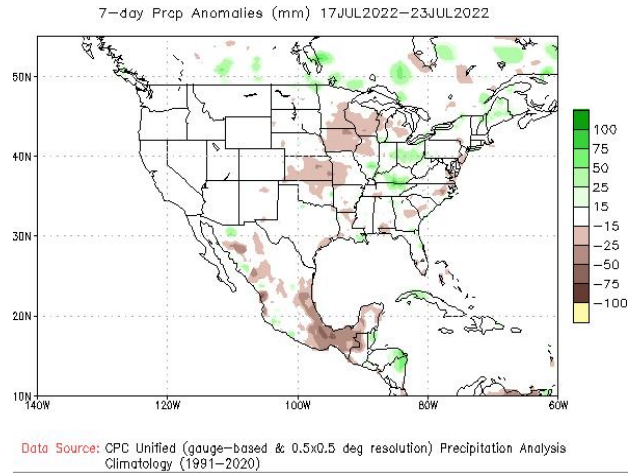 7-day Prcp Anomalies (mm) 17JUL2022-23JUL2022
50N
40N
30N
20N
10N
140W 120W 100W 80W 60W
100
75
50
25
15
-15
-25
-50
-75
-100
Data Source: CPC Unified (gauge-based & 0.5x0.5 deg resolution) Precipitation Analysis
Climatology (1991-2020)